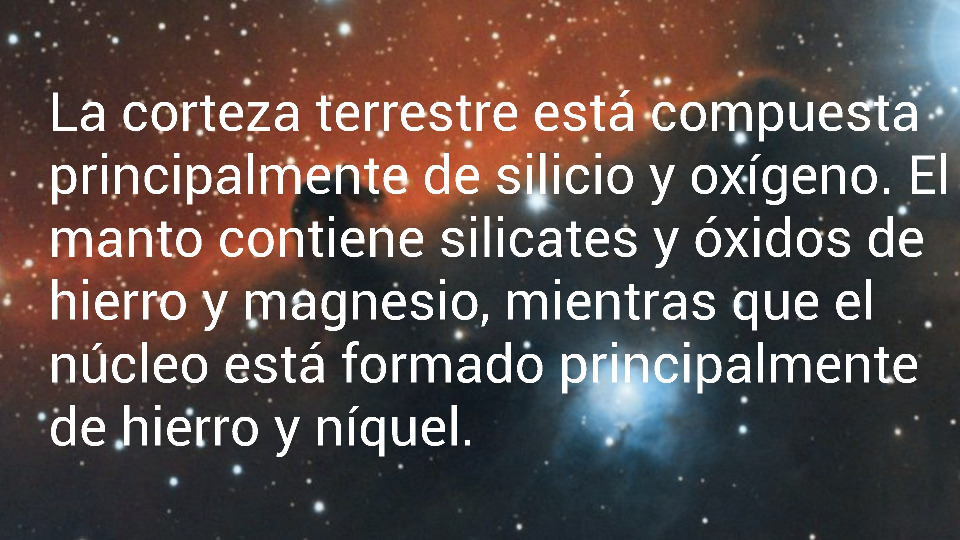 La corteza terrestre está compuesta
principalmente de silicio y oxígeno. El
manto contiene silicates y óxidos de
hierro y magnesio, mientras que el
núcleo está formado principalmente
de hierro y níquel.